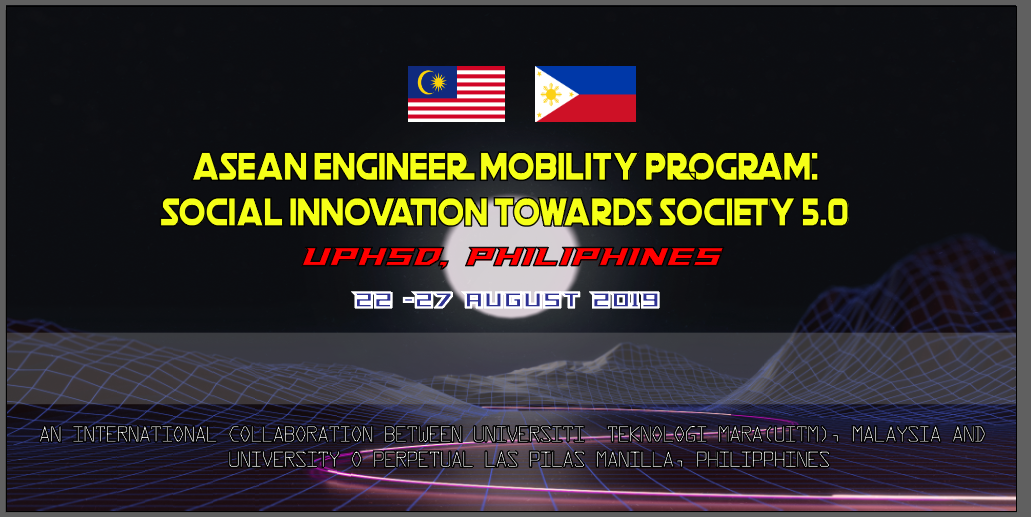 ASEAN ENGINEER MOBILITY PROGRAM:
SOCIAL INNOVATION TOWARDS SOCIETY 5.0
UPHSD, PHILIPHINES
22 -27 AUGUST 2019
AN INTERNATIONAL COLLABORATION BETWEEN UNIVERSITI TEKNOLOGI MARA(UITM), MALAYSIA AND
UNIVERSITY O PERPETUAL LAS PILAS MANILLA, PHILIPPHINES